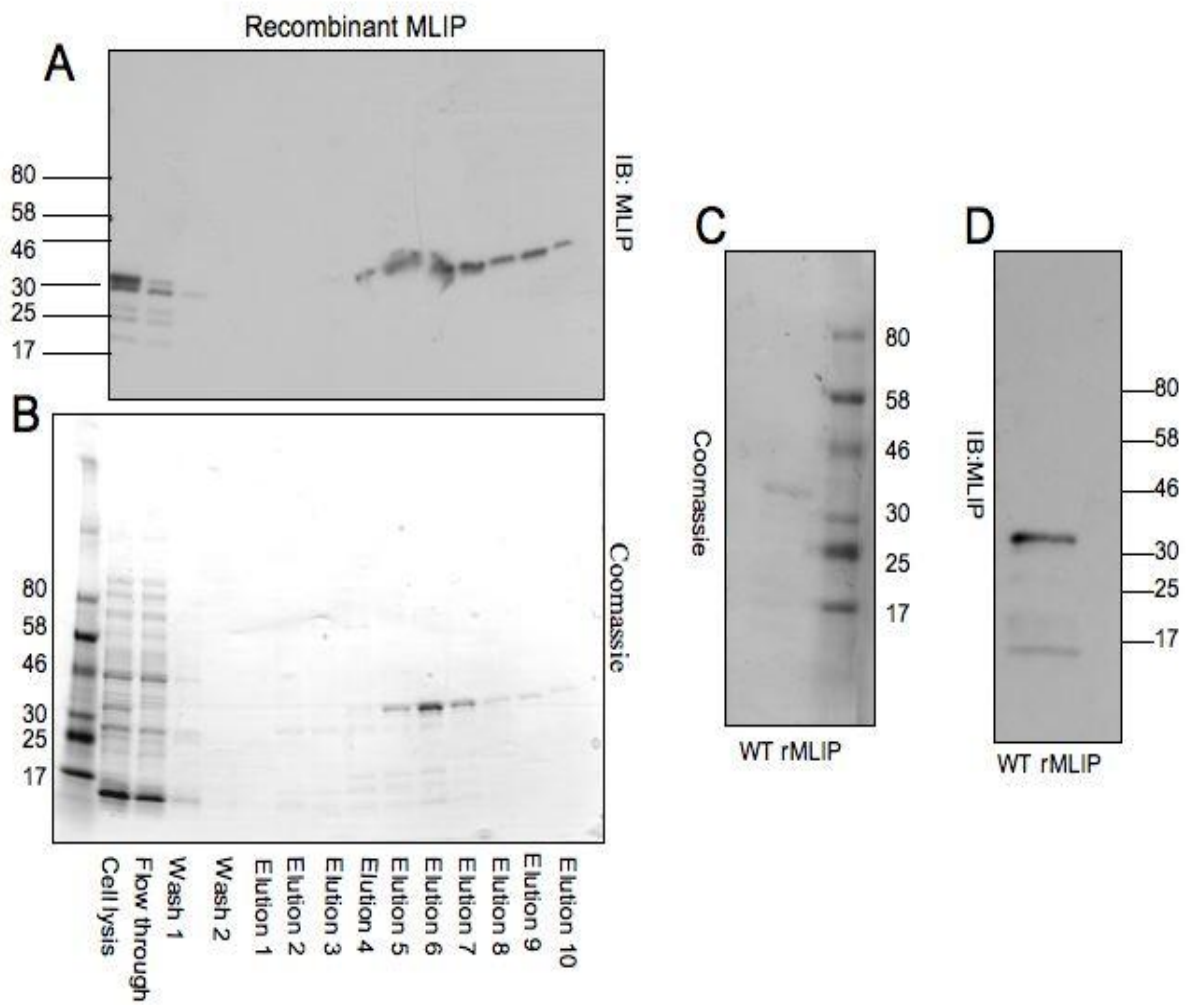 Recombinant MLIP
A
80
58
46
30
25
17
IB: MLIP
B
80
58
46
30
25
17
Coomassie
Cell lysis
Flow through
Wash 1
Wash 2
Elution 1
Elution 2
Elution 3
Elution 4
Elution 5
Elution 6
Elution 7
Elution 8
Elution 9
Elution 10
C
Coomassie
80
58
46
30
25
17
WT rMLIP
D
IB:MLIP
80
58
46
30
25
17
WT rMLIP